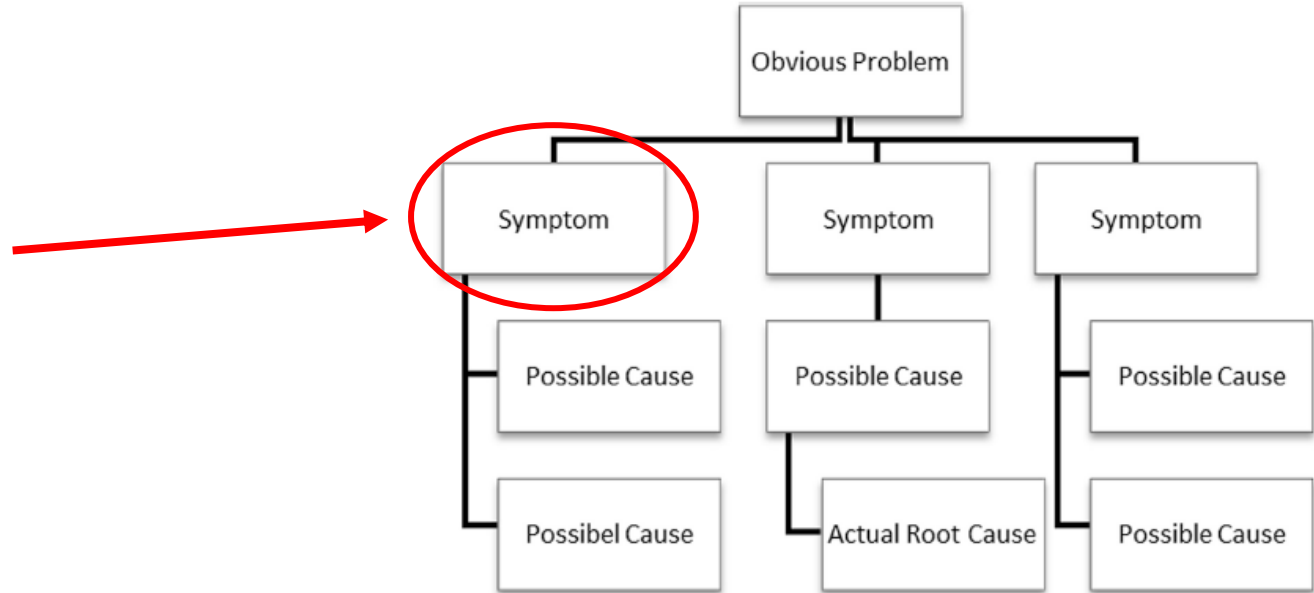 Obvious Problem
Symptom
Symptom
Symptom
Possible Cause
Possible Cause
Possible Cause
Possibel Cause
Actual Root Cause
Possible Cause